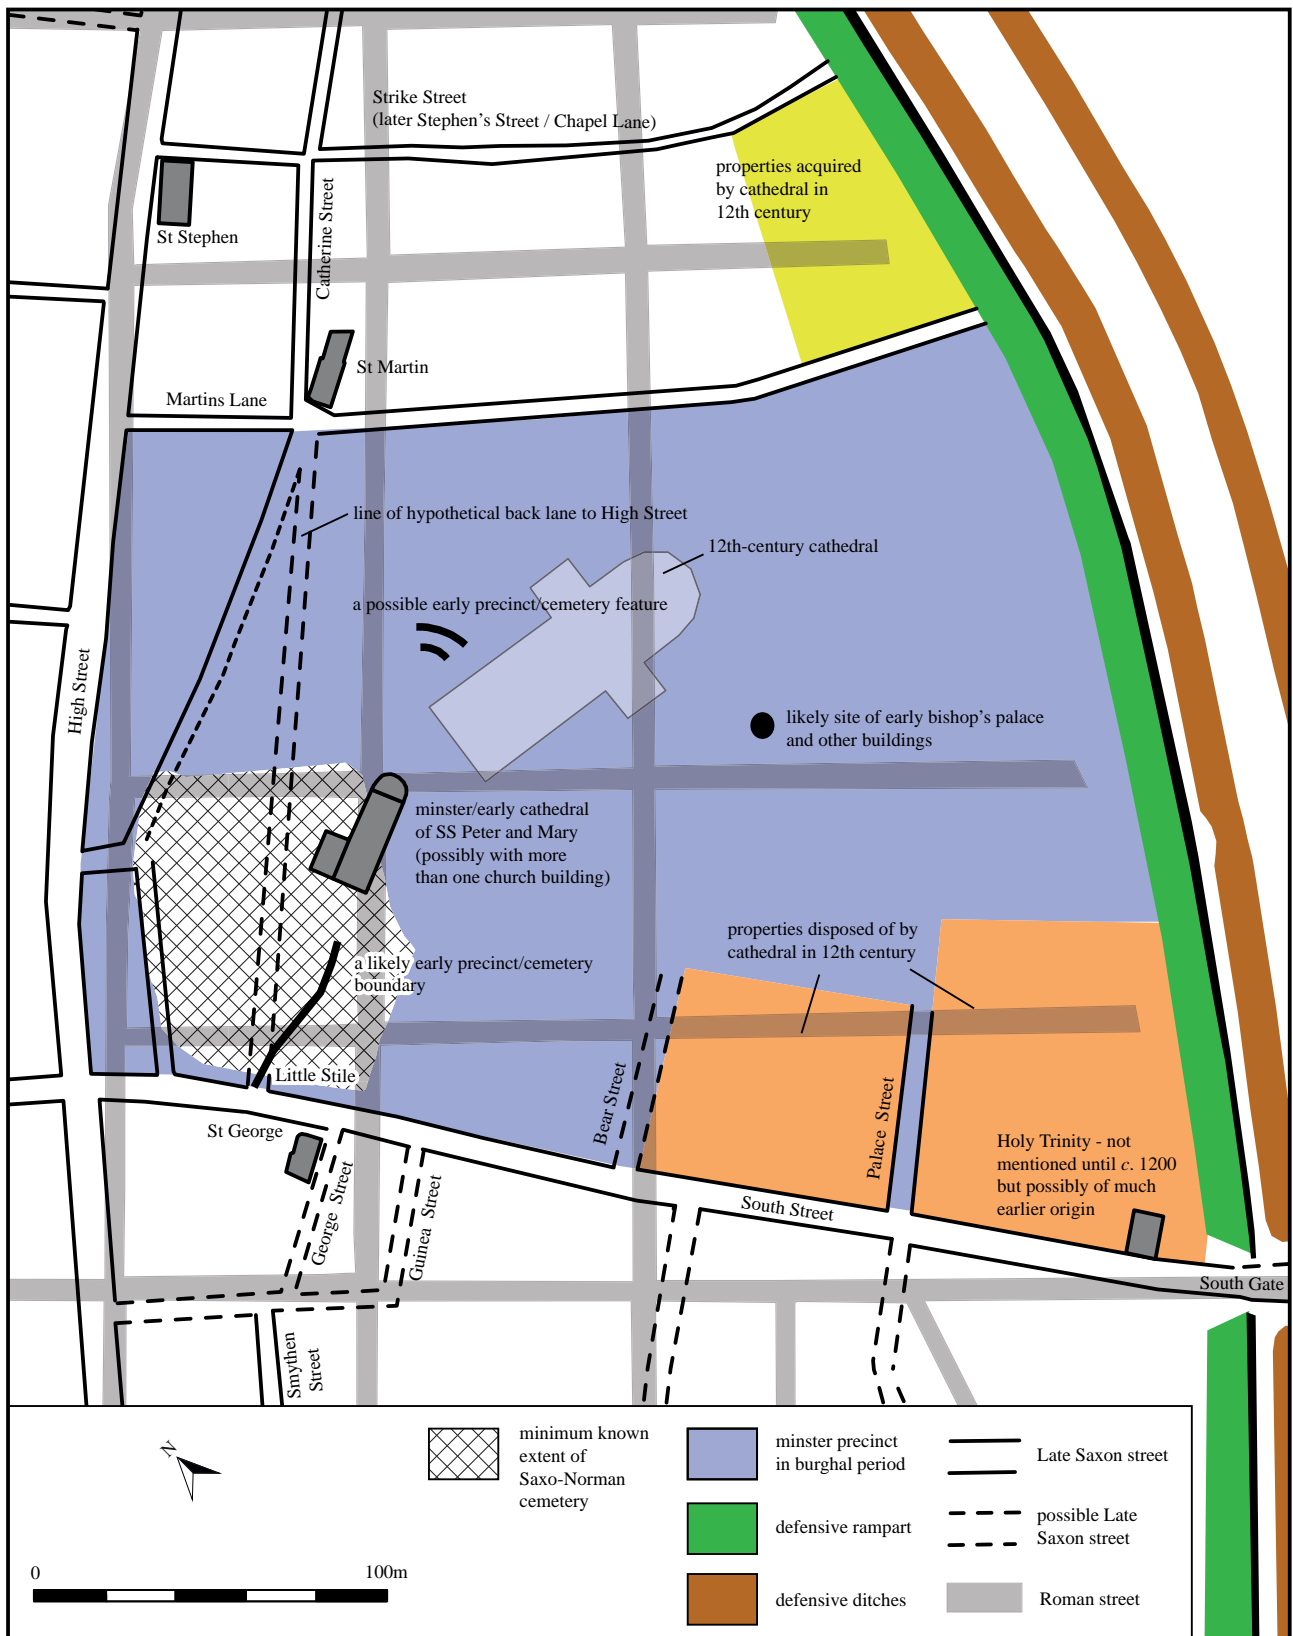 Strike Street
(later Stephen's Street / Chapel Lane)
properties acquired
by cathedral in
12th century
St Stephen
Catherine Street
St Martin
Martins Lane
line of hypothetical back lane to High Street
12th-century cathedral
a possible early precinct/cemetery feature
High Street
likely site of early bishop's palace
and other buildings
minster/early cathedral
of SS Peter and Mary
(possibly with more
than one church building)
properties disposed of by
cathedral in 12th century
a likely early precinct/cemetery
boundary
Little Stile
Bear Street
Palace Street
St George
George Street
Guinea Street
South Street
Holy Trinity - not
mentioned until c. 1200
but possibly of much
earlier origin
South Gate
Smythen
Street
N
0 100m
minimum known
extent of
Saxo-Norman
cemetery
minster precinct
in burghal period
defensive rampart
defensive ditches
Late Saxon street
possible Late
Saxon street
Roman street